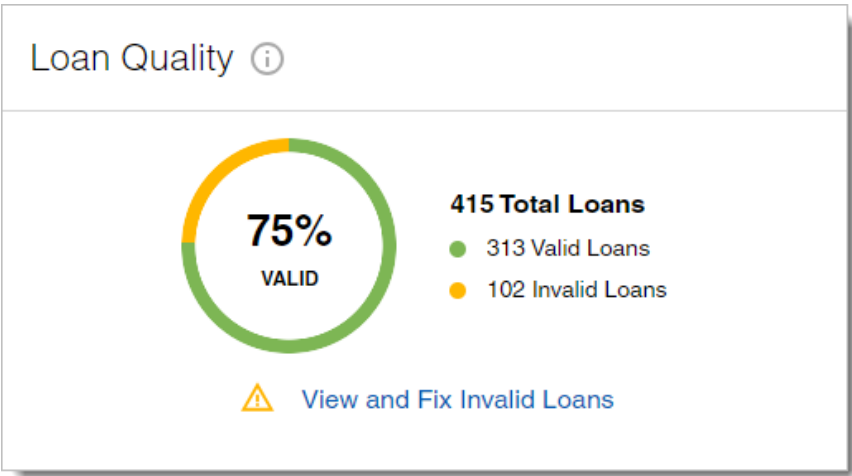 Loan Quality
75%
VALID
415 Total Loans
313 Valid Loans
102 Invalid Loans
View and Fix Invalid Loans